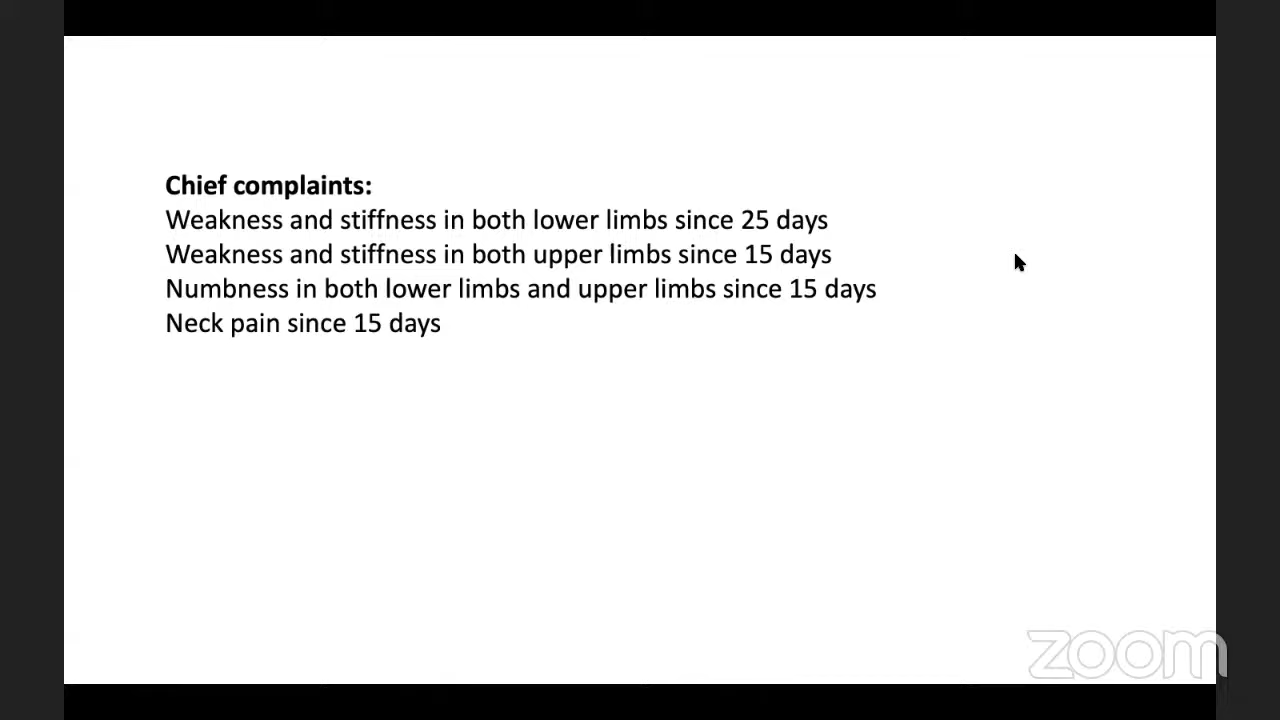 Chief complaints:
Weakness and stiffness in both lower limbs since 25 days
Weakness and stiffness in both upper limbs since 15 days
Numbness in both lower limbs and upper limbs since 15 days
Neck pain since 15 days
zoom